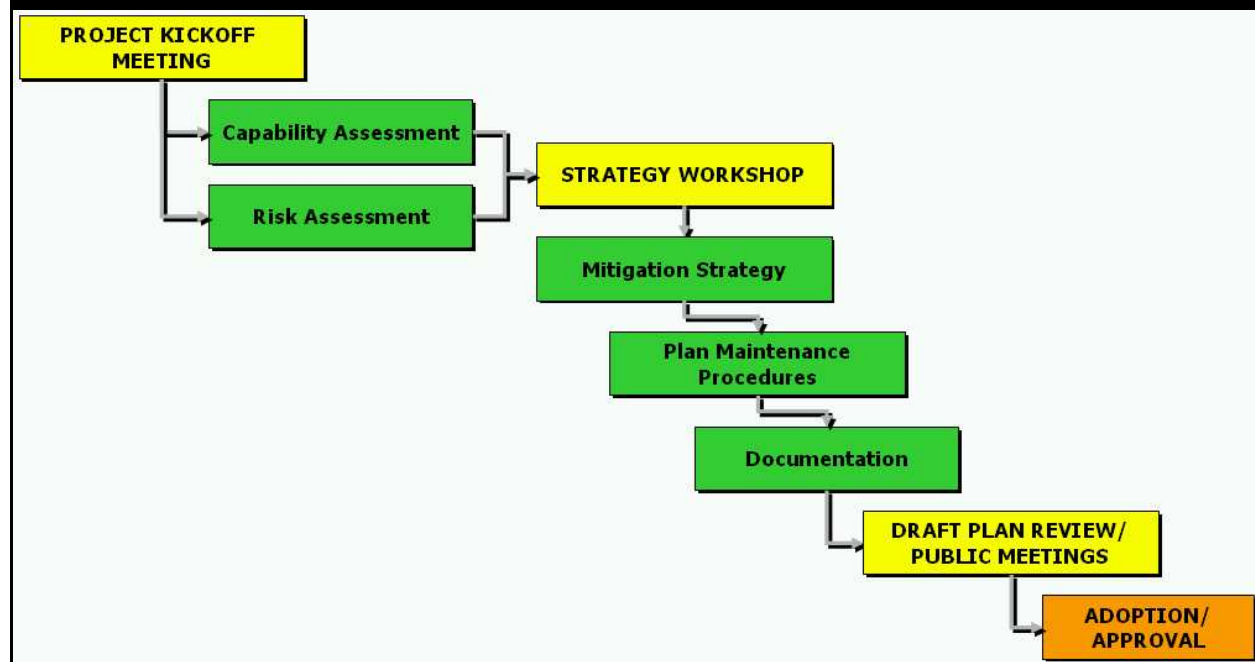 PROJECT KICKOFF
MEETING
Capability Assessment
STRATEGY WORKSHOP
Risk Assessment
Mitigation Strategy
Plan Maintenance
Procedures
Documentation
DRAFT PLAN REVIEW/
PUBLIC MEETINGS
ADOPTION/
APPROVAL